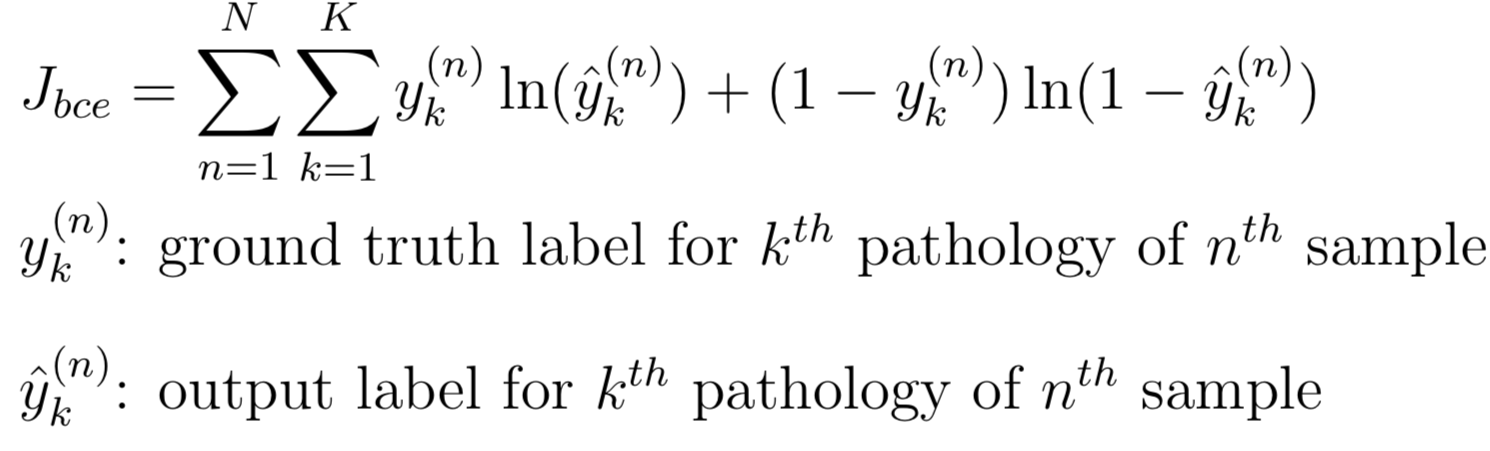 J_{bce} = \sum_{n=1}^{N} \sum_{k=1}^{K} y_k^{(n)} \ln(\hat{y}_k^{(n)}) + (1 - y_k^{(n)}) \ln(1 - \hat{y}_k^{(n)})
y_k^{(n)}: ground truth label for k^{th} pathology of n^{th} sample
\hat{y}_k^{(n)}: output label for k^{th} pathology of n^{th} sample